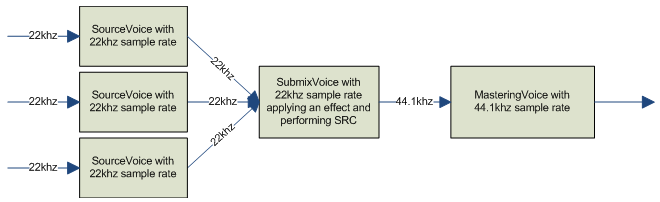 22khz
SourceVoice with
22khz sample rate
22khz
22khz
SourceVoice with
22khz sample rate
22khz
22khz
SourceVoice with
22khz sample rate
22khz
SubmixVoice with
22khz sample rate
applying an effect and
performing SRC
44.1khz
MasteringVoice with
44.1khz sample rate